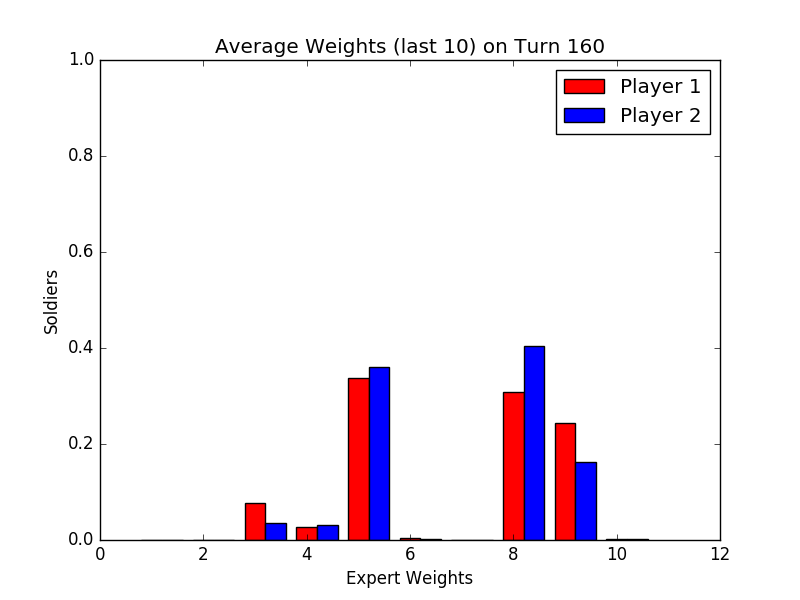 Average Weights (last 10) on Turn 160
1.0
Player 1
Player 2
0.8
0.6
Soldiers
0.4
0.2
0.0
0 2 4 6 8 10 12
Expert Weights